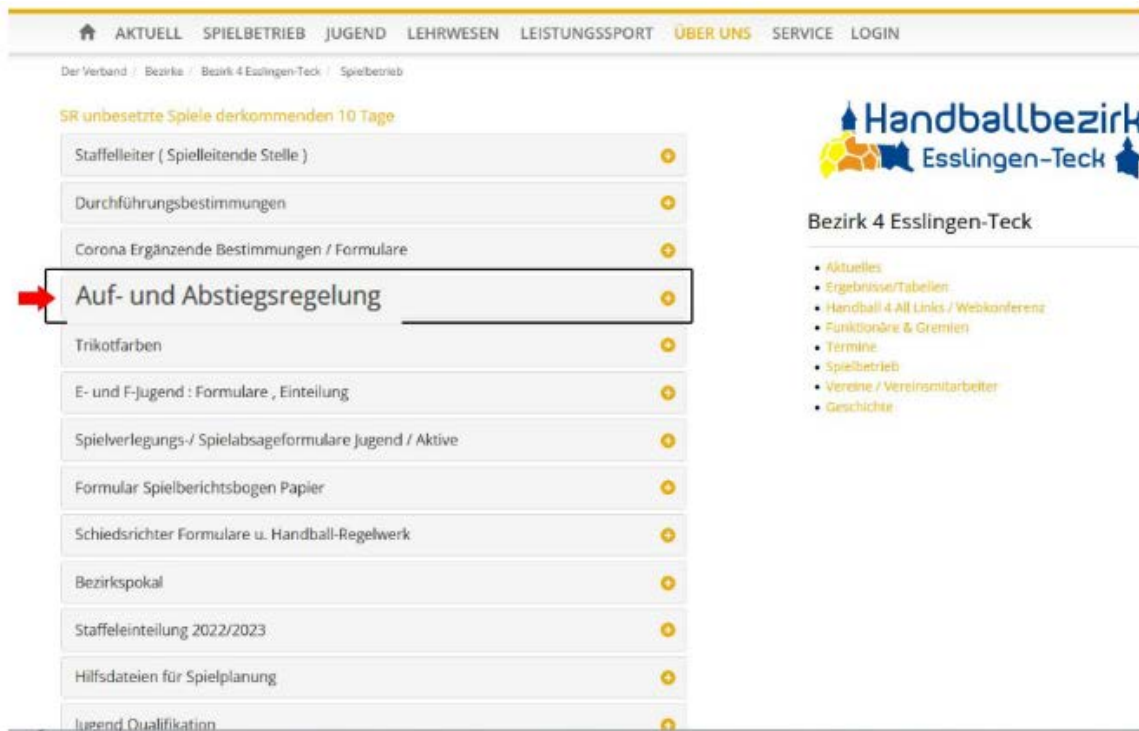 AKTUELL SPIELBETRIEB JUGEND LEHRWESEN LEISTUNGSSPORT ÜBER UNS SERVICE LOGIN
Der Verband / Bezirke / Bezirk 4 Esslingen-Teck / Spielbetrieb
SR unbesetzte Spiele derkommenden 10 Tage
Staffelleiter ( Spielleitende Stelle )
Durchführungsbestimmungen
Corona Ergänzende Bestimmungen / Formulare
Auf- und Abstiegsregelung
Trikotfarben
E- und F-Jugend : Formulare , Einteilung
Spielverlegungs-/ Spielabsageformulare Jugend / Aktive
Formular Spielberichtsbogen Papier
Schiedsrichter Formulare u. Handball-Regelwerk
Bezirkspokal
Staffeleinteilung 2022/2023
Hilfsdateien für Spielplanung
Jugend Qualifikation
Handballbezirk
Esslingen-Teck
Bezirk 4 Esslingen-Teck
Aktuelles
Ergebnisse/Tabellen
Handball 4 All Links / Webkonferenz
Funktionäre & Gremien
Termine
Spielbetrieb
Vereine / Vereinsmitarbeiter
Geschichte